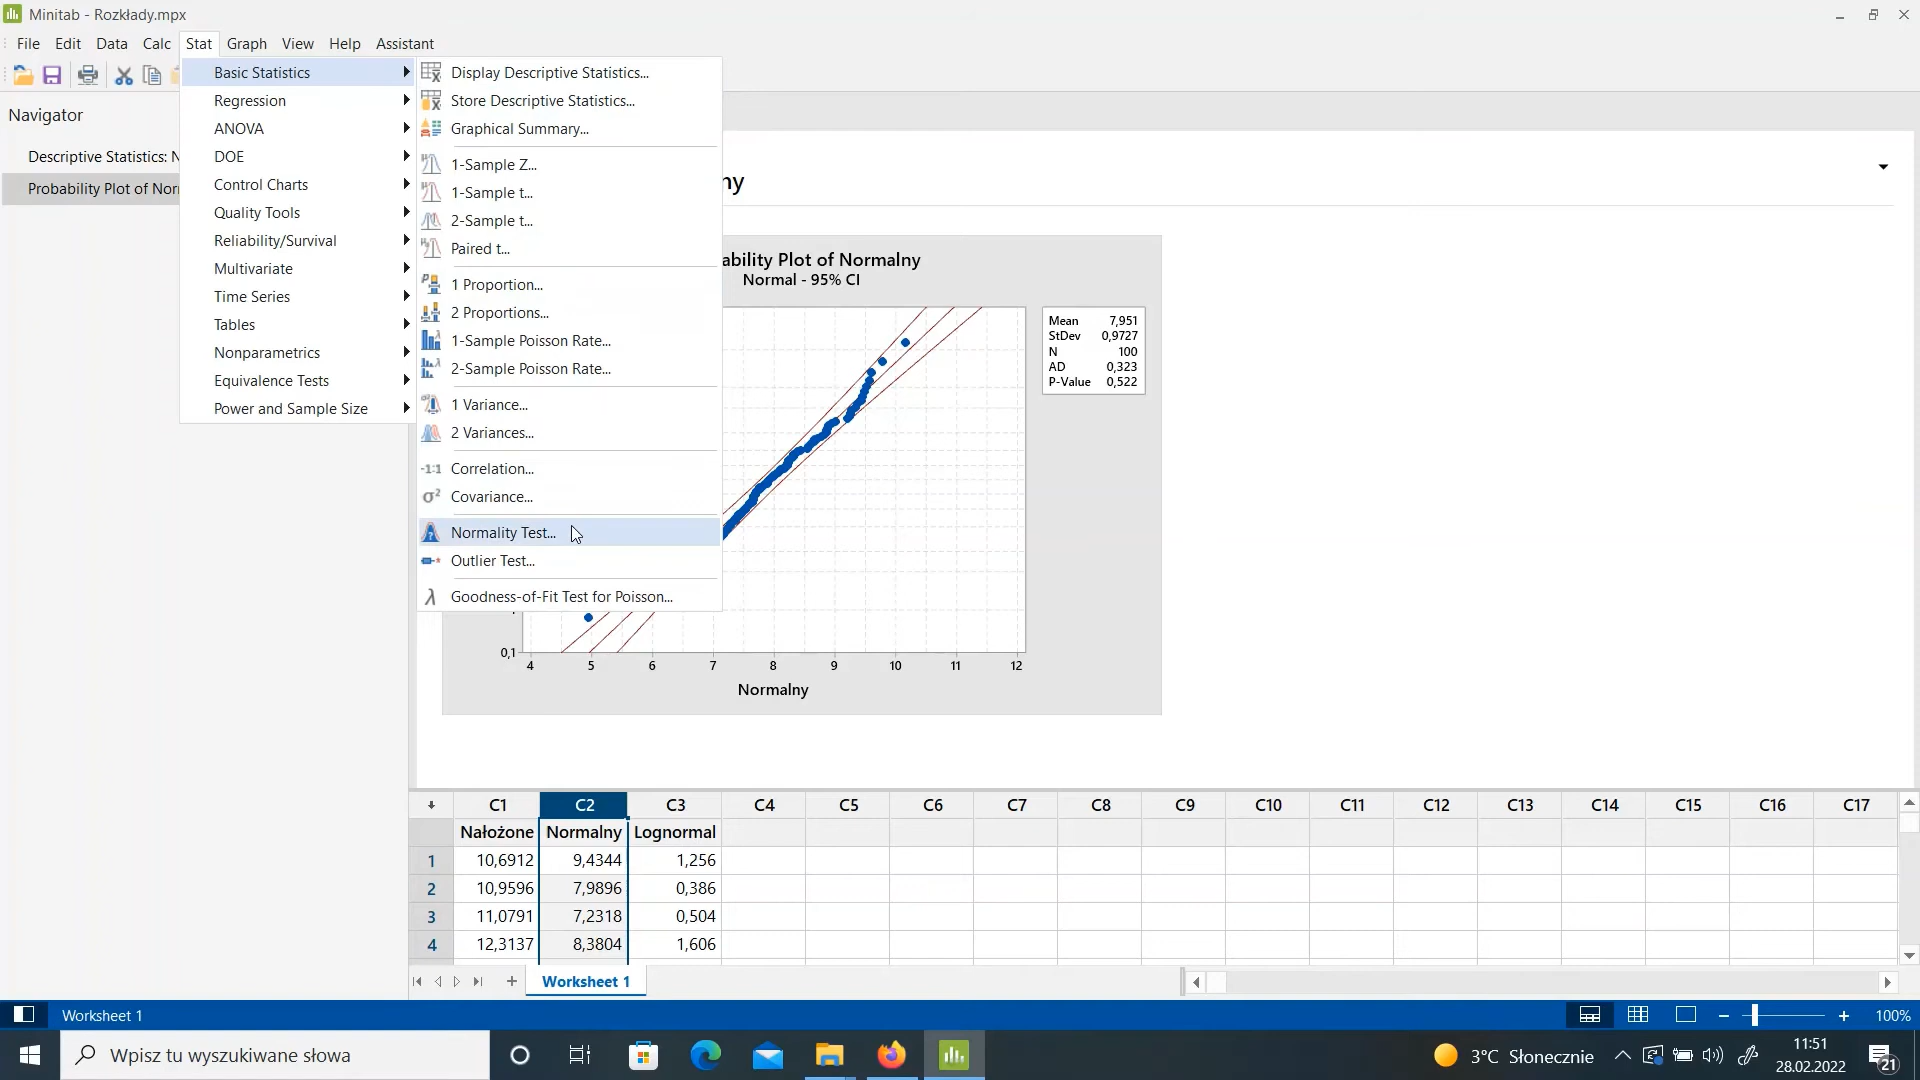 Minitab - Rozkłady.mpx
File Edit Data Calc Stat Graph View Help Assistant
Navigator
Descriptive Statistics: N
Probability Plot of Nor
Basic Statistics
Regression
ANOVA
DOE
Control Charts
Quality Tools
Reliability/Survival
Multivariate
Time Series
Tables
Nonparametrics
Equivalence Tests
Power and Sample Size
Display Descriptive Statistics...
Store Descriptive Statistics...
Graphical Summary...
1-Sample Z...
1-Sample t...
2-Sample t...
Paired t...
1 Proportion...
2 Proportions...
1-Sample Poisson Rate...
2-Sample Poisson Rate...
1 Variance...
2 Variances...
-1:1 Correlation...
σ² Covariance...
Normality Test...
Outlier Test...
λ Goodness-of-Fit Test for Poisson...
ny
ability Plot of Normalny
Normal - 95% CI
Mean 7,951
StDev 0,9727
N 100
AD 0,323
P-Value 0,522
0,1
4 5 6 7 8 9 10 11 12
Normalny
C1 C2 C3 C4 C5 C6 C7 C8 C9 C10 C11 C12 C13 C14 C15 C16 C17
Nałożone Normalny Lognormal
1 10,6912 9,4344 1,256
2 10,9596 7,9896 0,386
3 11,0791 7,2318 0,504
4 12,3137 8,3804 1,606
Worksheet 1
Worksheet 1
100%
Wpisz tu wyszukiwane słowa
3°C Słonecznie
11:51
28.02.2022
21